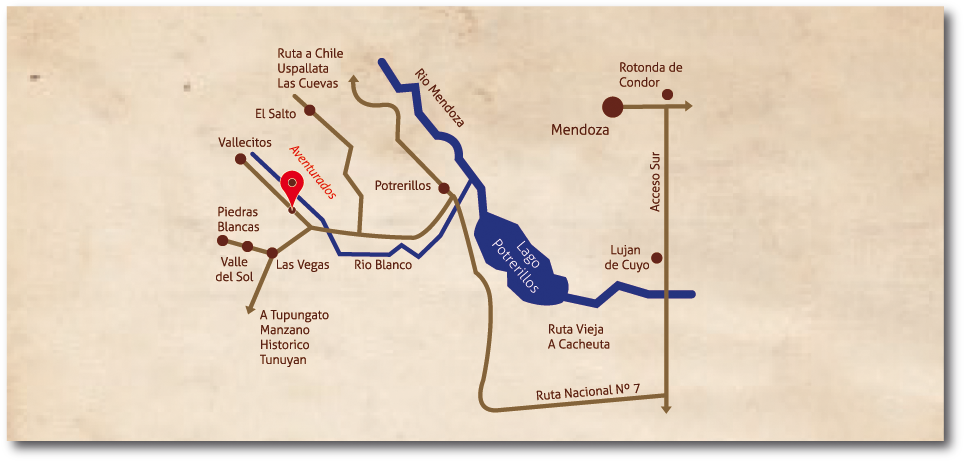 Ruta a Chile
Uspallata
Las Cuevas
Rio Mendoza
Rotonda de
Condor
El Salto
Mendoza
Vallecitos
Aventurados
Potrerillos
Acceso Sur
Piedras
Blancas
Valle
del Sol
Las Vegas
Rio Blanco
Lago
Potrerillos
Lujan
de Cuyo
A Tupungato
Manzano
Historico
Tunuyan
Ruta Vieja
A Cacheuta
Ruta Nacional Nº 7